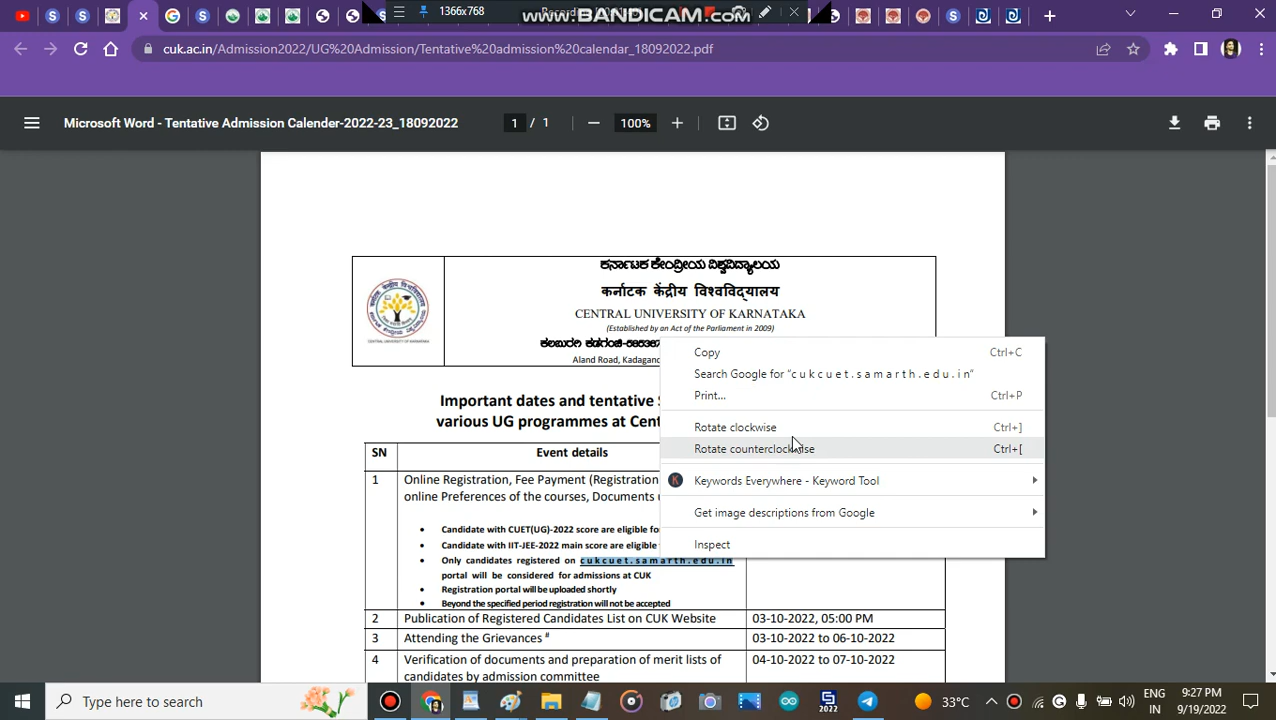 1366x768
www.BANDICAM.com
cuk.ac.in/Admission2022/UG%20Admission/Tentative%20admission%20calendar_18092022.pdf
Microsoft Word - Tentative Admission Calender-2022-23_18092022
1 / 1
100%
ಕರ್ನಾಟಕ ಕೇಂದ್ರೀಯ ವಿಶ್ವವಿದ್ಯಾಲಯ
कर्नाटक केंद्रीय विश्वविद्यालय
CENTRAL UNIVERSITY OF KARNATAKA
(Established by an Act of the Parliament in 2009)
Aland Road, Kadagan
Important dates and tentative
various UG programmes at Cent
SN
Event details
1
Online Registration, Fee Payment (Registration
online Preferences of the courses, Documents
• Candidate with CUET(UG)-2022 score are eligible fo
• Candidate with IIT-JEE-2022 main score are eligible
• Only candidates registered on cukcuet.samarth.edu.in
portal will be considered for admissions at CUK
• Registration portal will be uploaded shortly
• Beyond the specified period registration will not be accepted
2 Publication of Registered Candidates List on CUK Website 03-10-2022, 05:00 PM
3 Attending the Grievances # 03-10-2022 to 06-10-2022
4 Verification of documents and preparation of merit lists of 04-10-2022 to 07-10-2022
candidates by admission committee
Copy Ctrl+C
Search Google for “c u k c u e t . s a m a r t h . e d u . i n”
Print... Ctrl+P
Rotate clockwise Ctrl+]
Rotate counterclockwise Ctrl+[
Keywords Everywhere - Keyword Tool
Get image descriptions from Google
Inspect
Type here to search
2022
33°C
ENG
IN
9:27 PM
9/19/2022